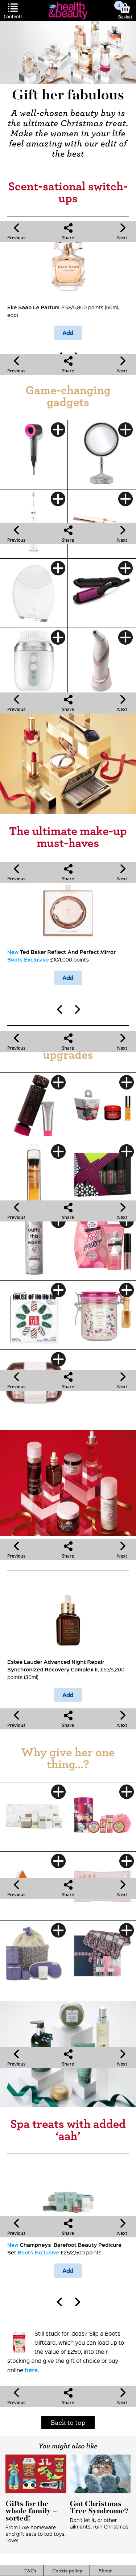 Contents
health
&beauty
Basket
Gift her fabulous
A well-chosen beauty buy is
the ultimate Christmas treat.
Make the women in your life
feel amazing with our edit of
the best
Scent-sational switch-
ups
Previous
Share
Next
Elie Saab Le Parfum, £58/5,800 points (50ml,
edp)
Add
Previous
Share
Next
Game-changing
gadgets
Previous
Share
Next
Previous
Share
Next
The ultimate make-up
must-haves
Previous
Share
Next
New Ted Baker Reflect And Perfect Mirror
Boots Exclusive £10/1,000 points
Add
Previous
Share
Next
upgrades
Previous
Share
Next
Previous
Share
Next
Previous
Share
Next
Estee Lauder Advanced Night Repair
Synchronized Recovery Complex II, £52/5,200
points (30ml)
Add
Previous
Share
Next
Why give her one
thing...?
Previous
Share
Next
Previous
Share
Next
Spa treats with added
‘aah’
Previous
Share
Next
New Champneys Barefoot Beauty Pedicure
Set Boots Exclusive £25/2,500 points
Add
Still stuck for ideas? Slip a Boots
Giftcard, which you can load up to
the value of £250, into their
stocking and give the gift of choice or buy
online here.
Previous
Share
Next
Back to top
You might also like
Gifts for the
whole family –
sorted!
From luxe homeware
and gift sets to top toys.
Love!
Got Christmas
Tree Syndrome?
Don't let it, or other
ailments, ruin Christmas
T&Cs
Cookie policy
About